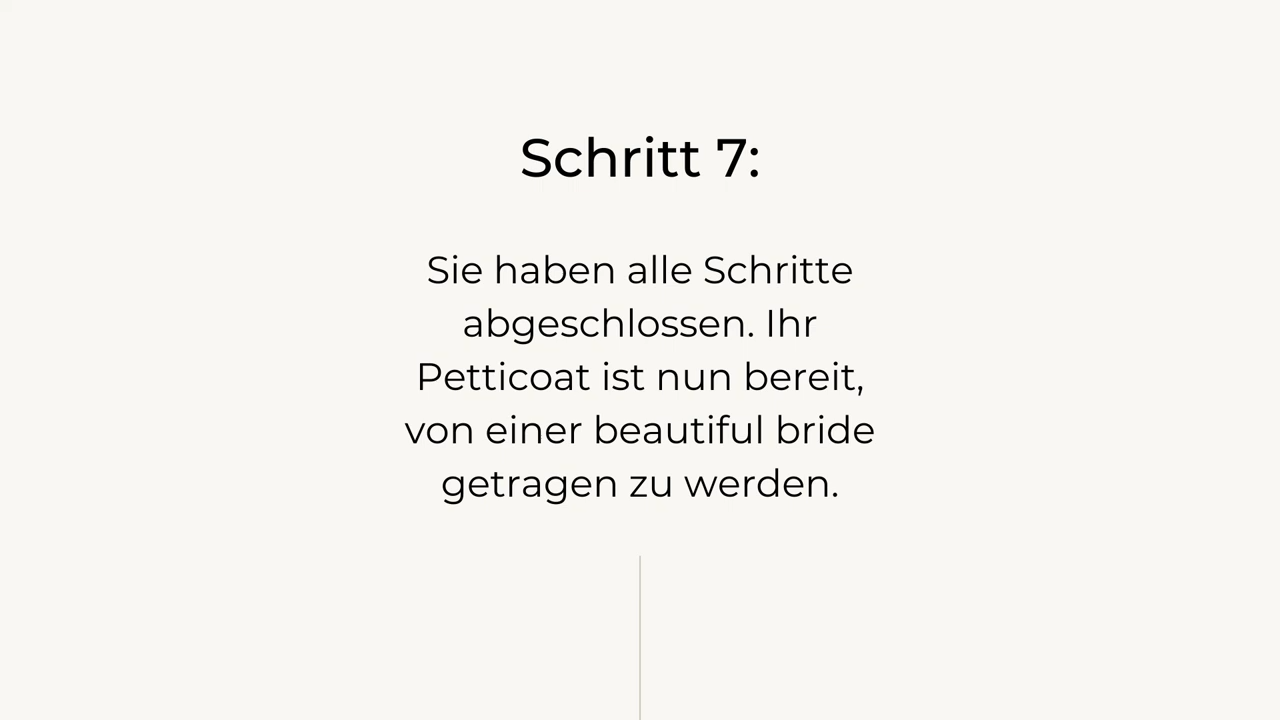 Schritt 7:
Sie haben alle Schritte
abgeschlossen. Ihr
Petticoat ist nun bereit,
von einer beautiful bride
getragen zu werden.